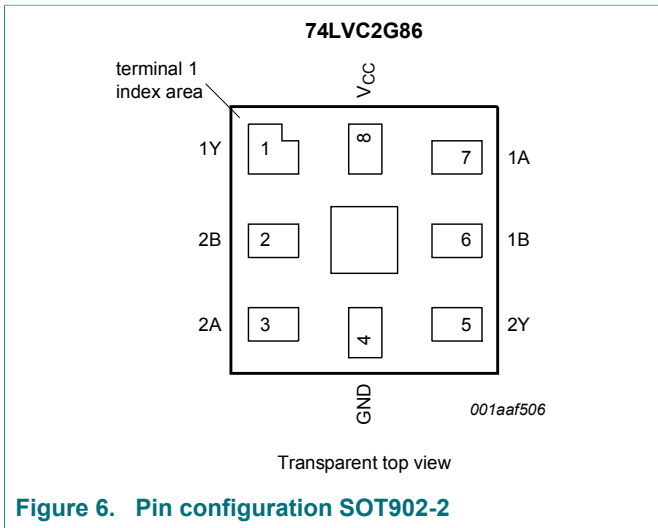 74LVC2G86
terminal 1
index area
VCC
1Y 1 8 7 1A
2B 2 6 1B
2A 3 4 5 2Y
GND
001aaf506
Transparent top view
Figure 6. Pin configuration SOT902-2